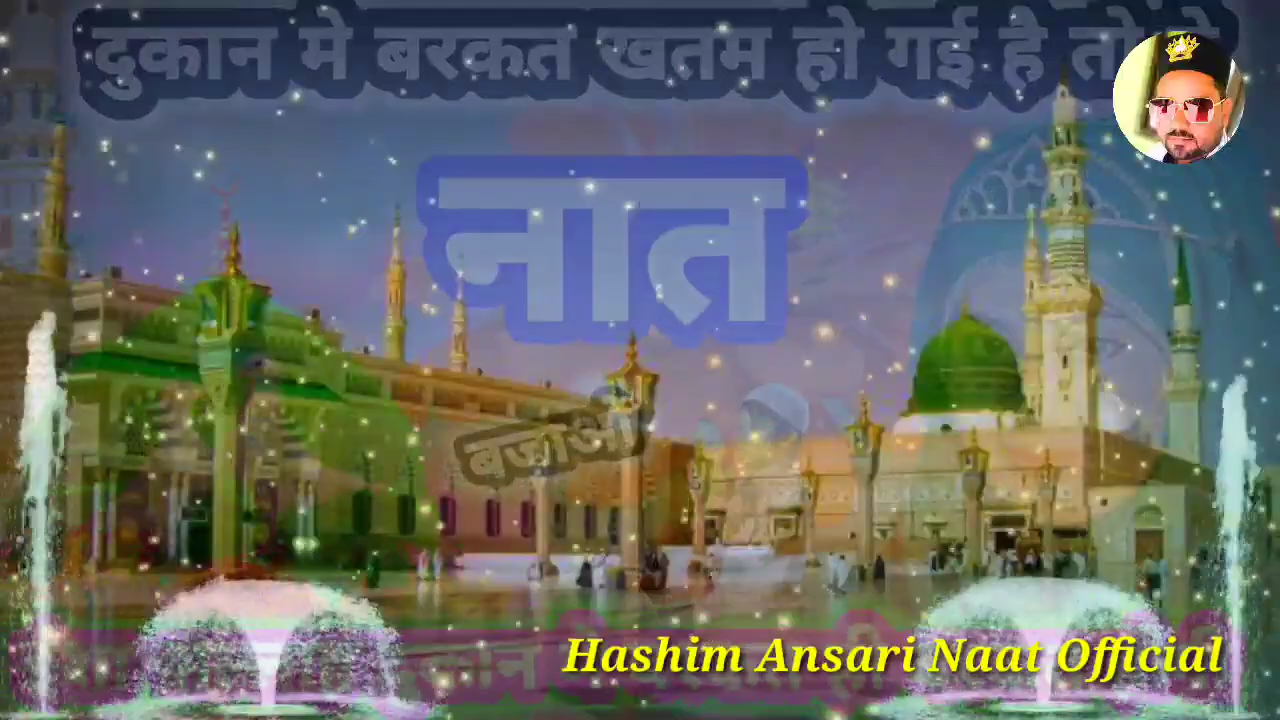 दुकान मे बरकत खतम हो गई है तो ये
नात
बजाओ
Hashim Ansari Naat Official